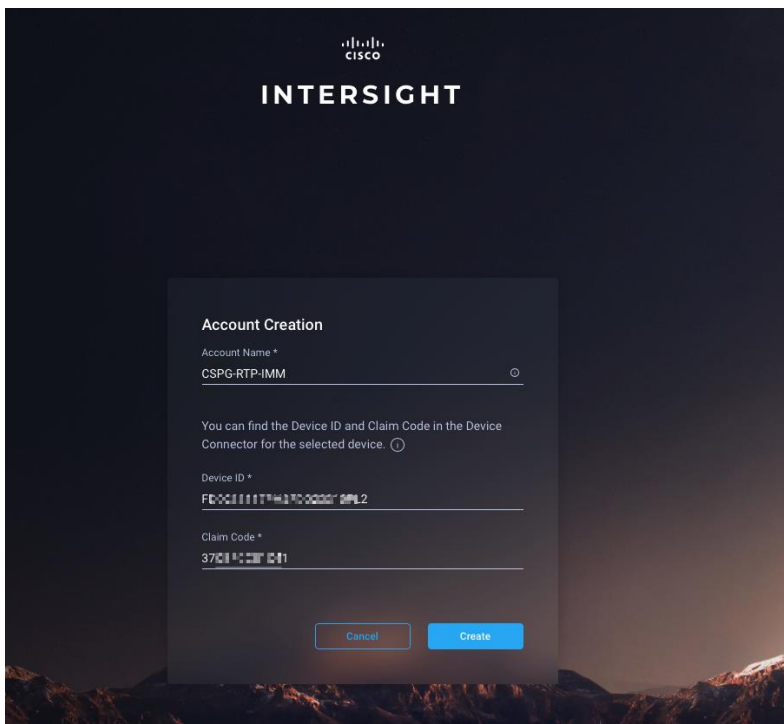 CISCO
INTERSIGHT
Account Creation
Account Name *
CSPG-RTP-IMM
You can find the Device ID and Claim Code in the Device
Connector for the selected device.
Device ID *
Claim Code *
Cancel
Create